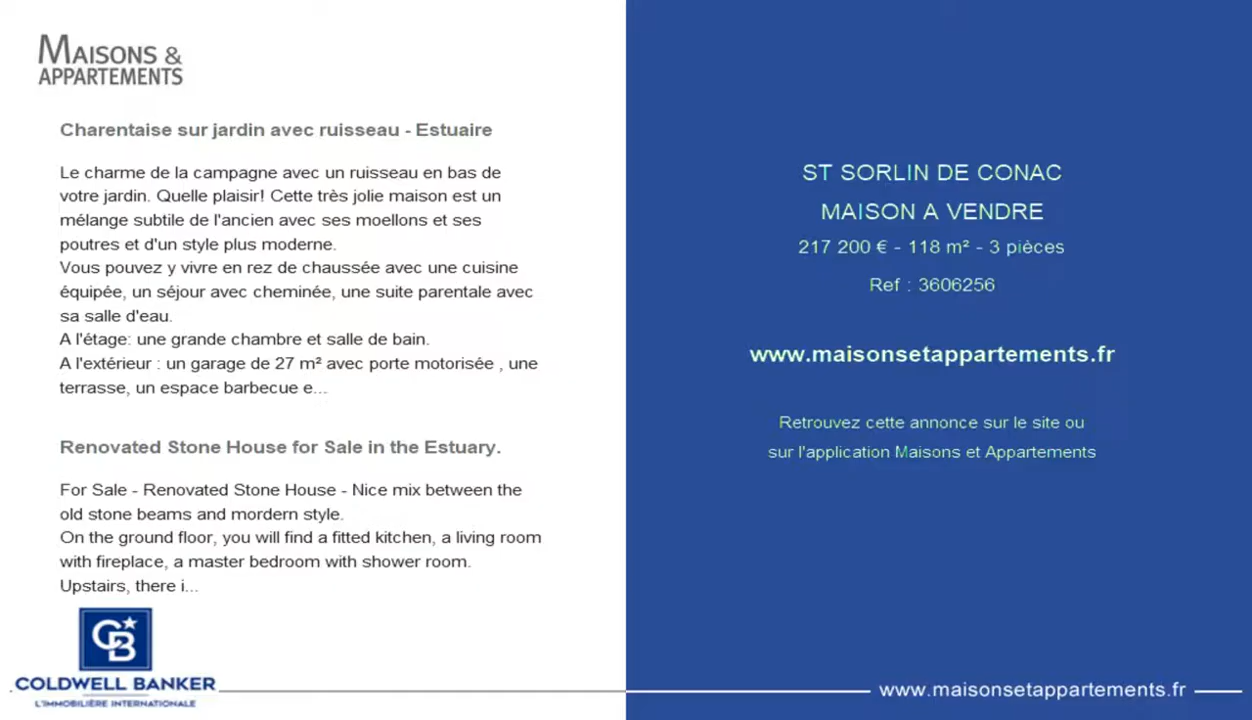 MAISONS &
APPARTEMENTS
Charentaise sur jardin avec ruisseau - Estuaire
Le charme de la campagne avec un ruisseau en bas de
votre jardin. Quelle plaisir! Cette très jolie maison est un
mélange subtile de l'ancien avec ses moellons et ses
poutres et d'un style plus moderne.
Vous pouvez y vivre en rez de chaussée avec une cuisine
équipée, un séjour avec cheminée, une suite parentale avec
sa salle d'eau.
A l'étage: une grande chambre et salle de bain.
A l'extérieur : un garage de 27 m² avec porte motorisée , une
terrasse, un espace barbecue e...
Renovated Stone House for Sale in the Estuary.
For Sale - Renovated Stone House - Nice mix between the
old stone beams and mordern style.
On the ground floor, you will find a fitted kitchen, a living room
with fireplace, a master bedroom with shower room.
Upstairs, there i...
CB
COLDWELL BANKER
L'IMMOBILIÈRE INTERNATIONALE
ST SORLIN DE CONAC
MAISON A VENDRE
217 200 € - 118 m² - 3 pièces
Ref : 3606256
www.maisonsetappartements.fr
Retrouvez cette annonce sur le site ou
sur l'application Maisons et Appartements
www.maisonsetappartements.fr